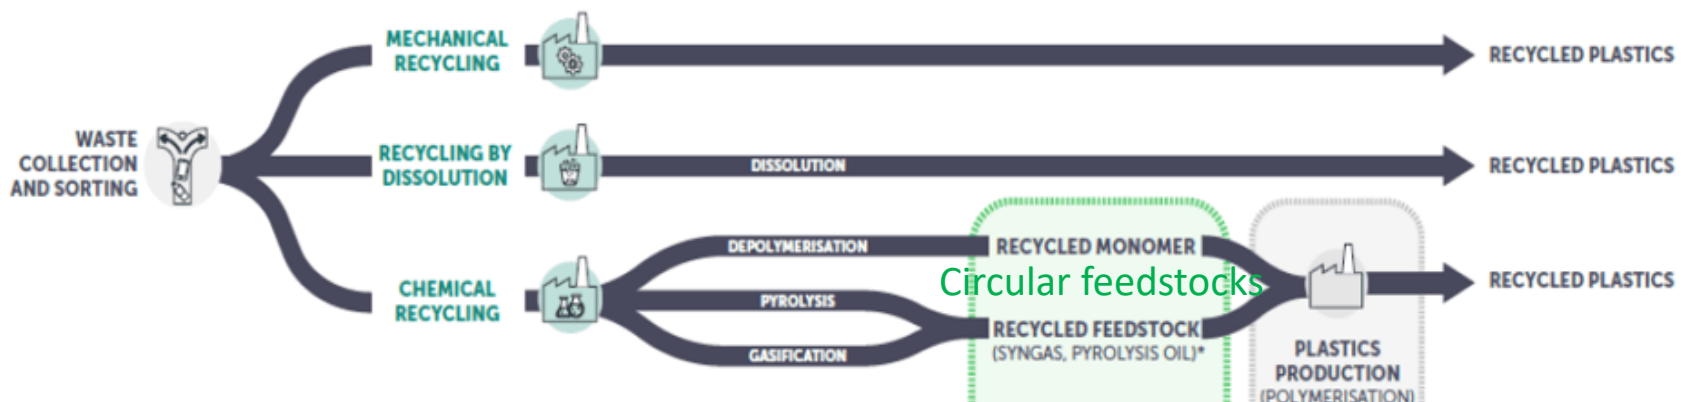 MECHANICAL
RECYCLING
RECYCLED PLASTICS
WASTE
COLLECTION
AND SORTING
RECYCLING BY
DISSOLUTION
DISSOLUTION
RECYCLED PLASTICS
CHEMICAL
RECYCLING
DEPOLYMERISATION
PYROLYSIS
GASIFICATION
RECYCLED MONOMER
Circular feedstocks
RECYCLED FEEDSTOCK
(SYNGAS, PYROLYSIS OIL)*
PLASTICS
PRODUCTION
(POLYMERISATION)
RECYCLED PLASTICS